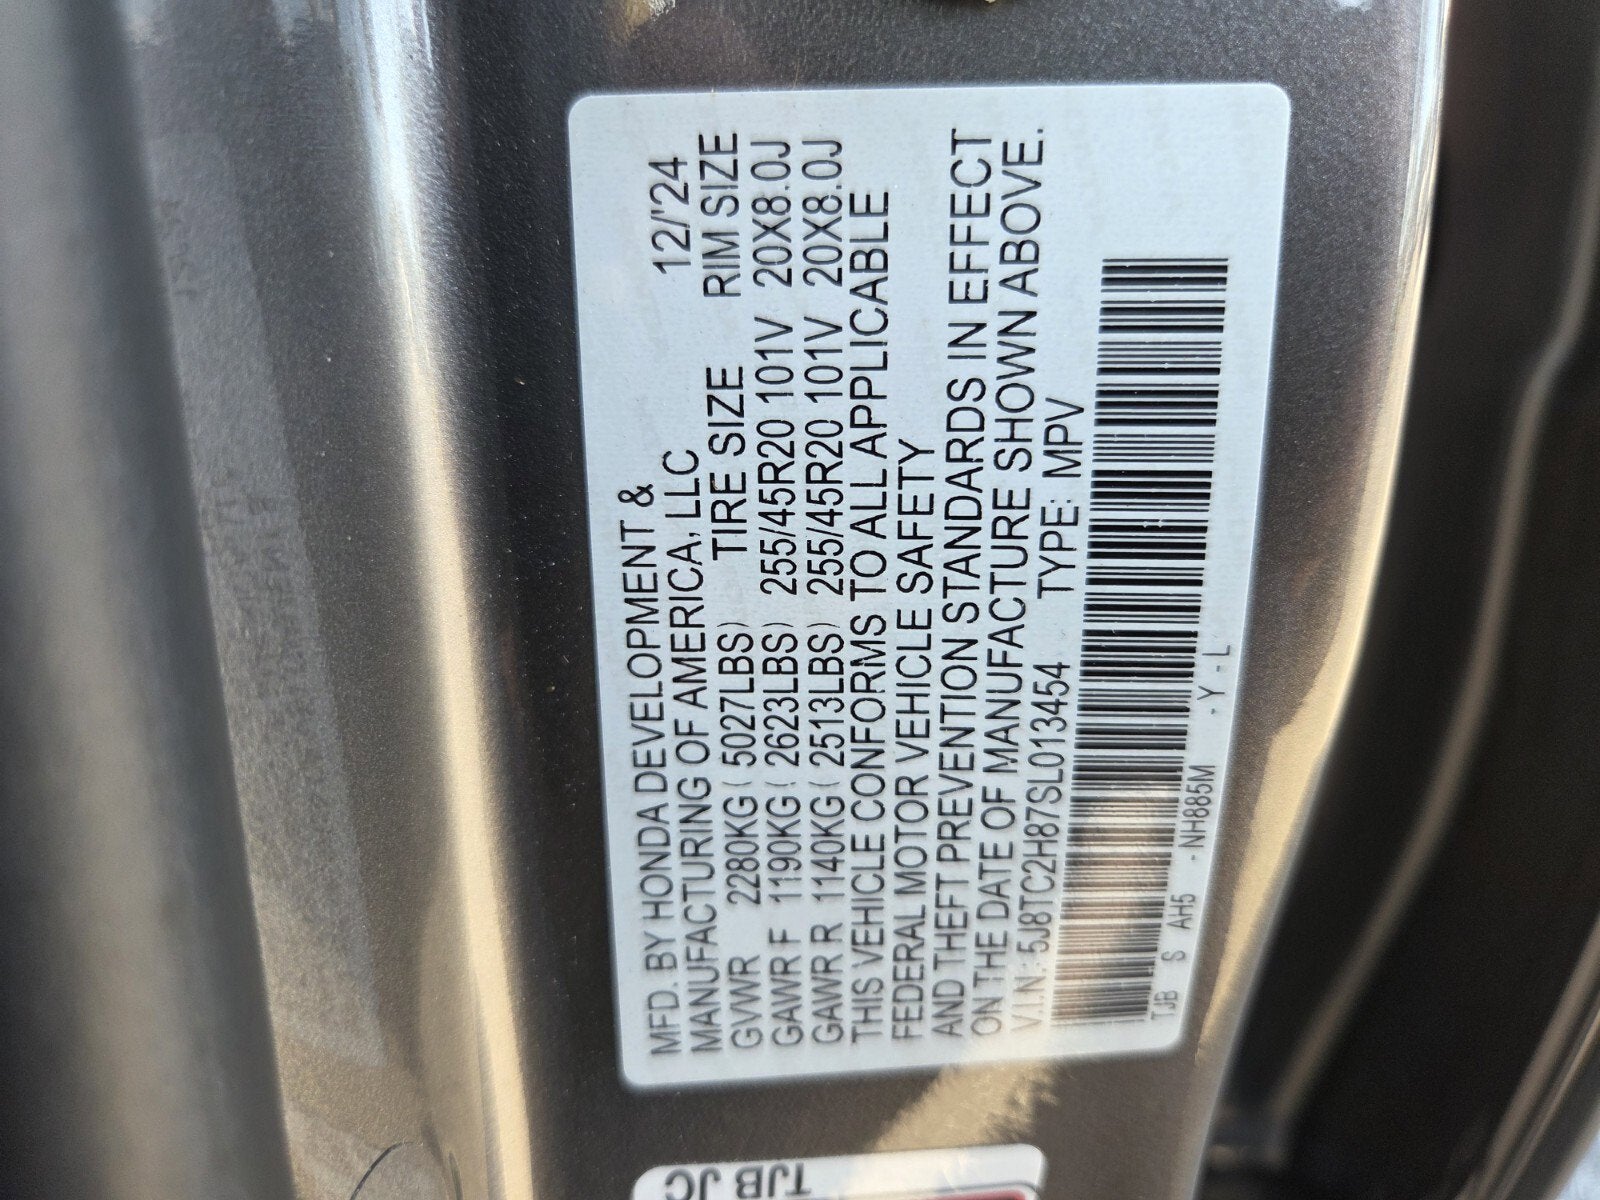 MFD. BY HONDA DEVELOPMENT &
MANUFACTURING OF AMERICA, LLC 12/'24
GVWR 2280KG ( 5027LBS) TIRE SIZE RIM SIZE
GAWR F 1190KG ( 2623LBS) 255/45R20 101V 20X8.0J
GAWR R 1140KG ( 2513LBS) 255/45R20 101V 20X8.0J
THIS VEHICLE CONFORMS TO ALL APPLICABLE
FEDERAL MOTOR VEHICLE SAFETY
AND THEFT PREVENTION STANDARDS IN EFFECT
ON THE DATE OF MANUFACTURE SHOWN ABOVE.
V.I.N.: 5J8TC2H87SL013454 TYPE: MPV
TJB S AH5 - NH885M - Y - L
TJB JC